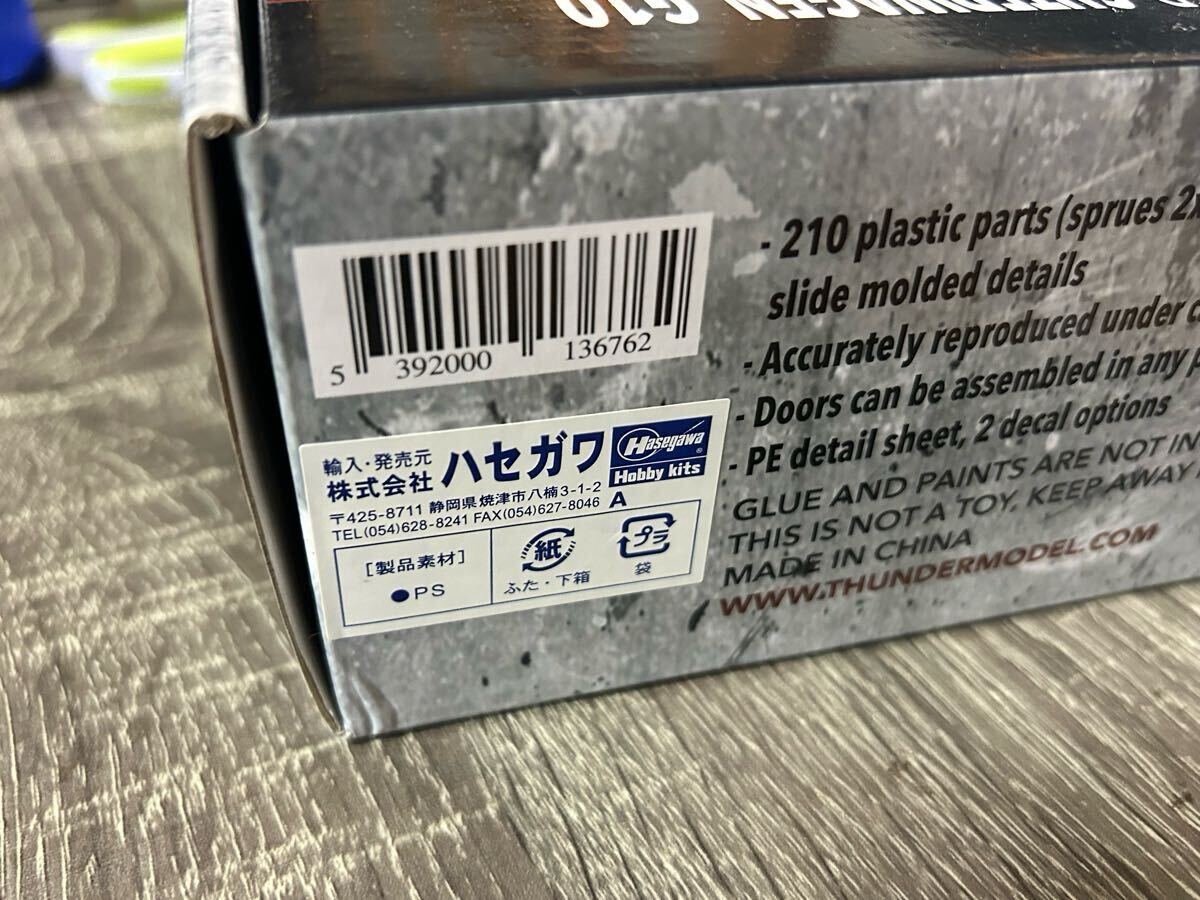 G10
5 392000 136762
- 210 plastic parts (sprues
slide molded details
- Accurately reproduced under
- Doors can be assembled in any
- PE detail sheet, 2 decal options
GLUE AND PAINTS ARE NOT
THIS IS NOT A TOY, KEEP AWAY
MADE IN CHINA
WWW.THUNDERMODEL.COM
輸入・発売元
株式会社 ハセガワ
Hasegawa
Hobby kits
〒425-8711 静岡県焼津市八楠3-1-2
TEL(054)628-8241 FAX(054)627-8046 A
[製品素材]
●PS
紙
ふた・下箱
プラ
袋